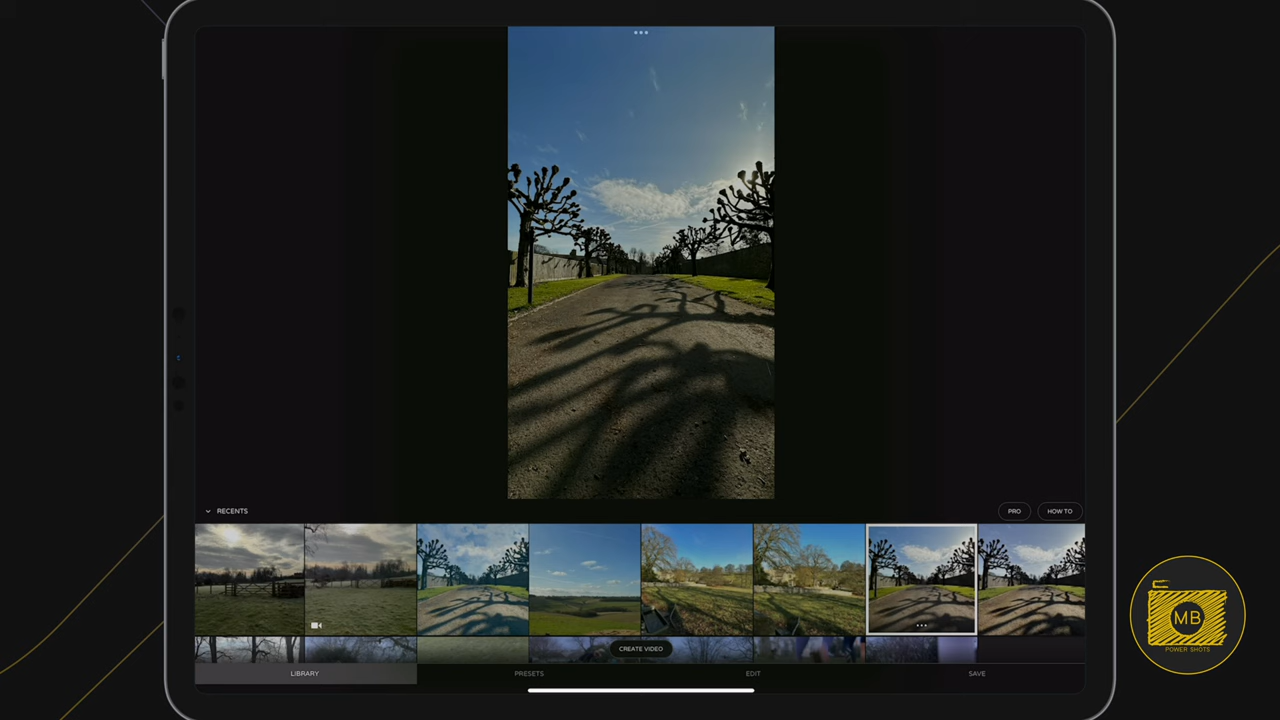 RECENTS
PRO
HOW TO
CREATE VIDEO
LIBRARY
PRESETS
EDIT
SAVE
MB
POWER SHOTS